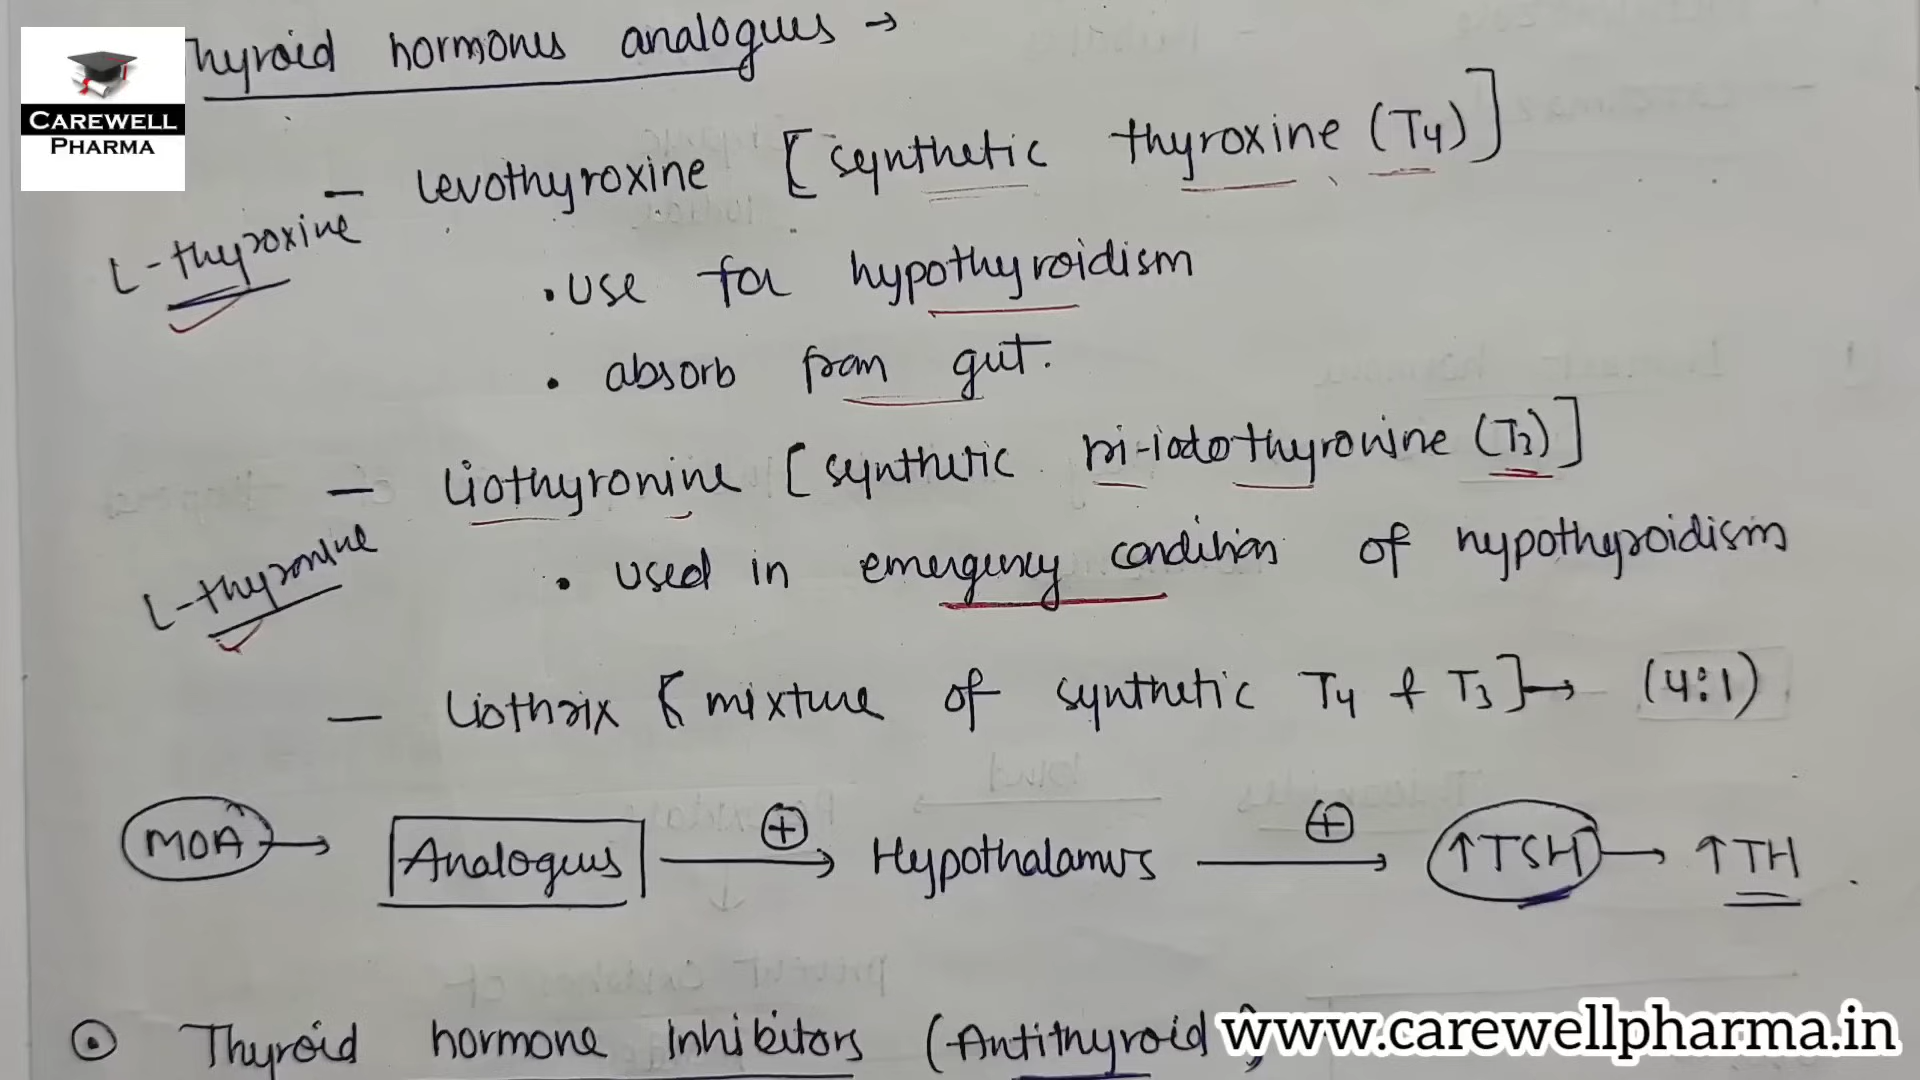 Thyroid hormones analogues →
CAREWELL
PHARMA
- Levothyroxine [synthetic thyroxine (T4)]
L-thyroxine
• use for hypothyroidism
• absorb from gut.
- Liothyronine [synthetic tri-iodothyronine (T3)]
L-thyronine
• used in emergency condition of hypothyroidism
- Liothrix [mixture of synthetic T4 & T3] → (4:1)
MOA → Analogues ⊕→ Hypothalamus ⊕→ ↑TSH → ↑TH
⊙ Thyroid hormone Inhibitors (Antithyroid)
www.carewellpharma.in